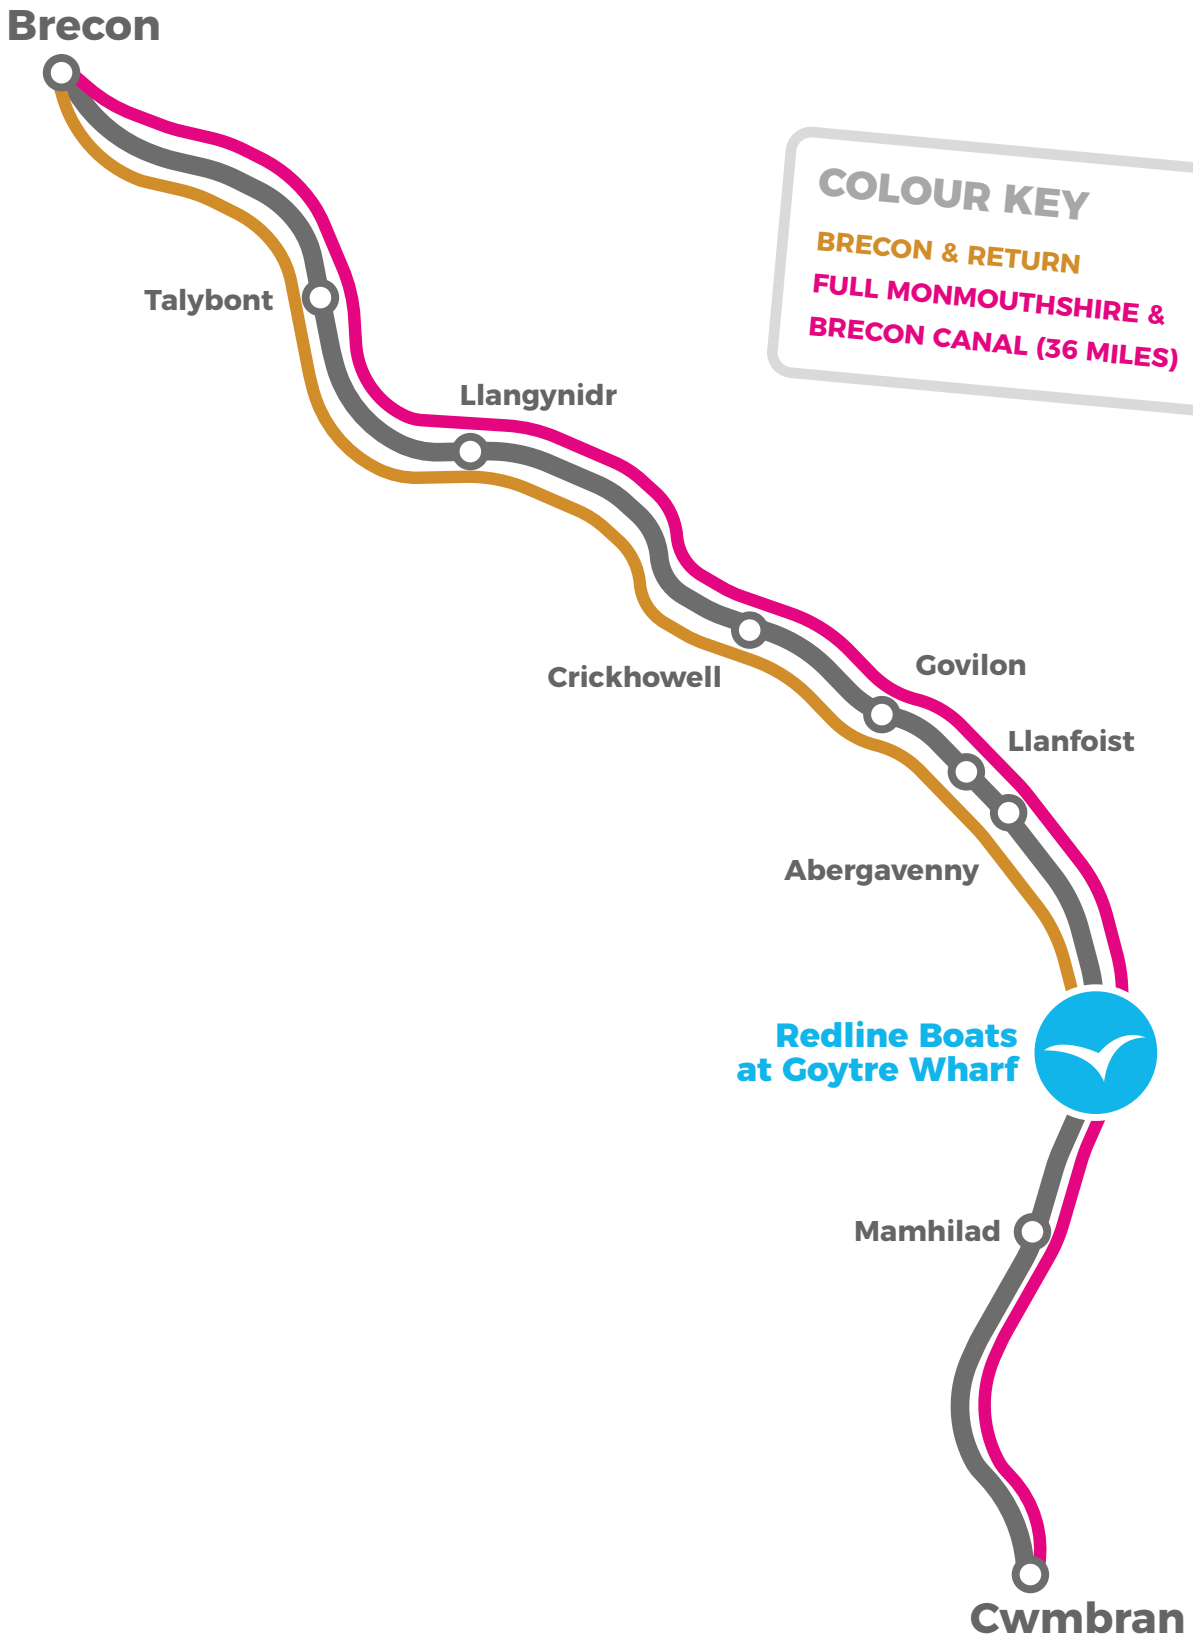 Brecon
COLOUR KEY
BRECON & RETURN
FULL MONMOUTHSHIRE &
BRECON CANAL (36 MILES)
Talybont
Llangynidr
Crickhowell
Govilon
Llanfoist
Abergavenny
Redline Boats
at Goytre Wharf
Mamhilad
Cwmbran